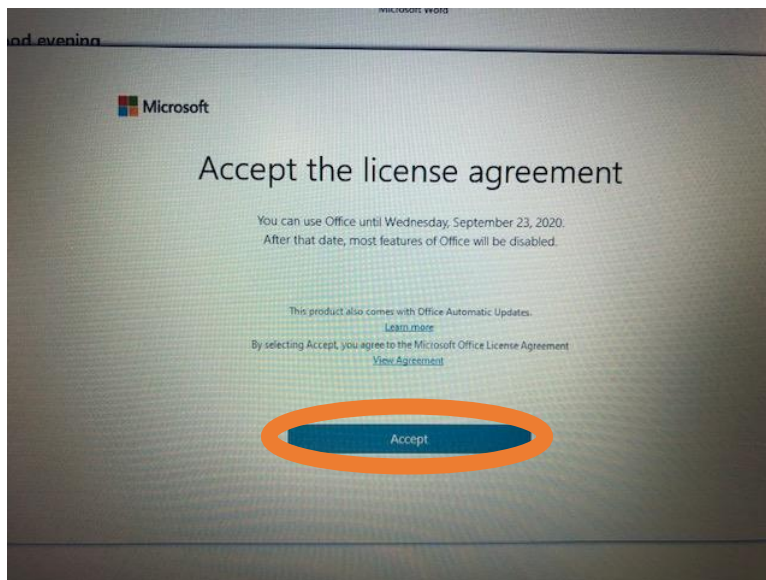 Microsoft Word
od evening
Microsoft
Accept the license agreement
You can use Office until Wednesday, September 23, 2020.
After that date, most features of Office will be disabled.
This product also comes with Office Automatic Updates.
Learn more
By selecting Accept, you agree to the Microsoft Office License Agreement
View Agreement
Accept